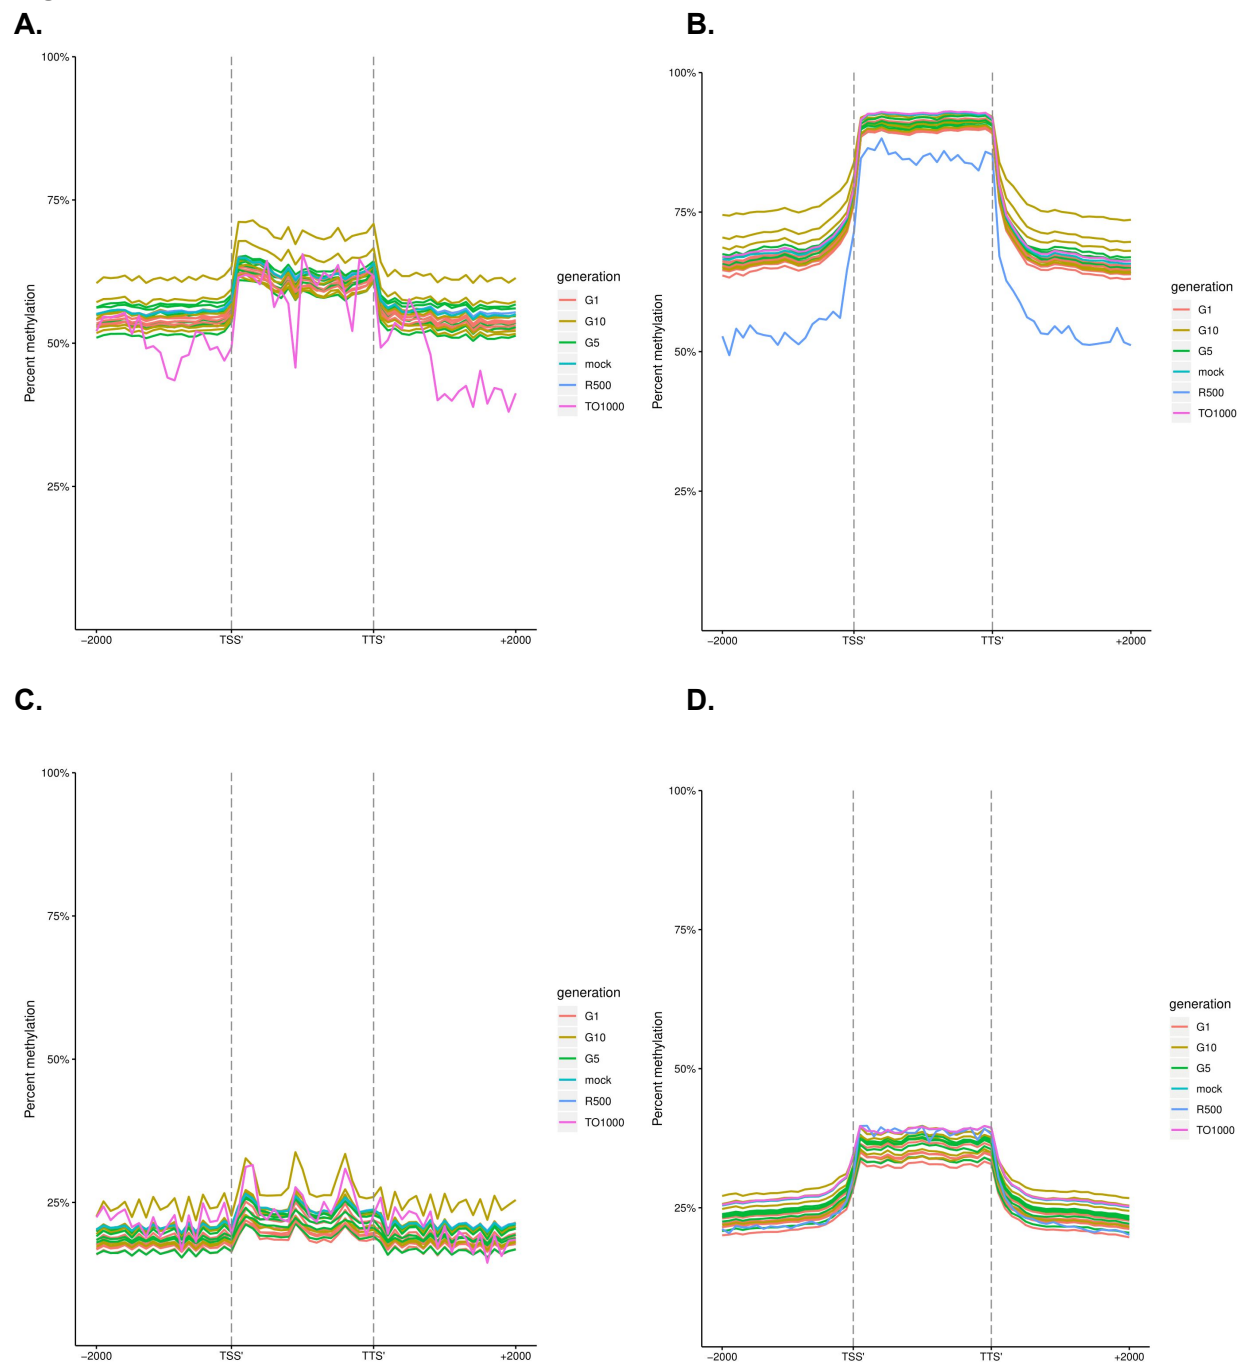 A.
100%
75%
50%
25%
Percent methylation
−2000
TSS'
TTS'
+2000
generation
G1
G10
G5
mock
R500
TO1000
B.
100%
75%
50%
25%
Percent methylation
−2000
TSS'
TTS'
+2000
generation
G1
G10
G5
mock
R500
TO1000
C.
100%
75%
50%
25%
Percent methylation
−2000
TSS'
TTS'
+2000
generation
G1
G10
G5
mock
R500
TO1000
D.
100%
75%
50%
25%
Percent methylation
−2000
TSS'
TTS'
+2000
generation
G1
G10
G5
mock
R500
TO1000